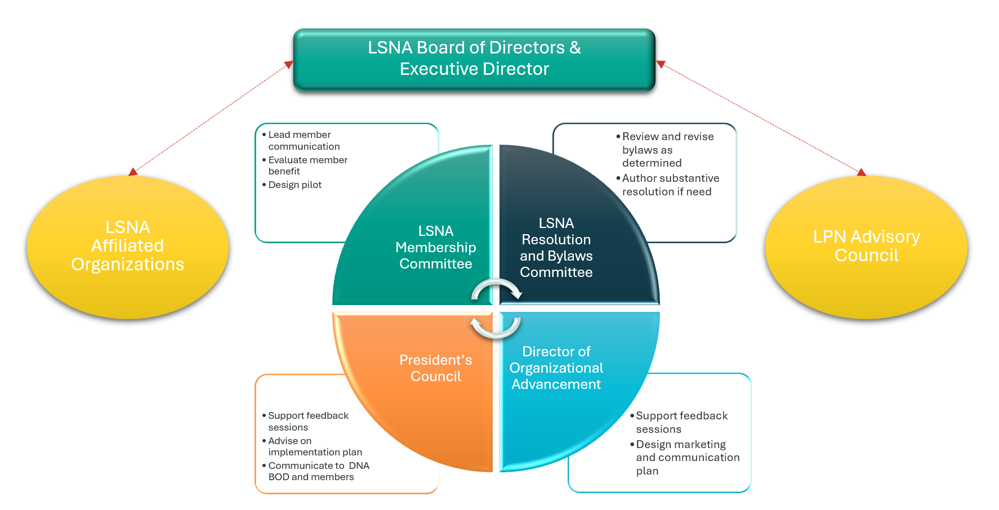 LSNA Board of Directors &
Executive Director
• Lead member
communication
• Evaluate member
benefit
• Design pilot
• Review and revise
bylaws as
determined
• Author substantive
resolution if need
LSNA
Affiliated
Organizations
LSNA
Membership
Committee
LSNA
Resolution
and Bylaws
Committee
LPN Advisory
Council
President’s
Council
Director of
Organizational
Advancement
• Support feedback
sessions
• Advise on
implementation plan
• Communicate to  DNA
BOD and members
• Support feedback
sessions
• Design marketing
and communication
plan